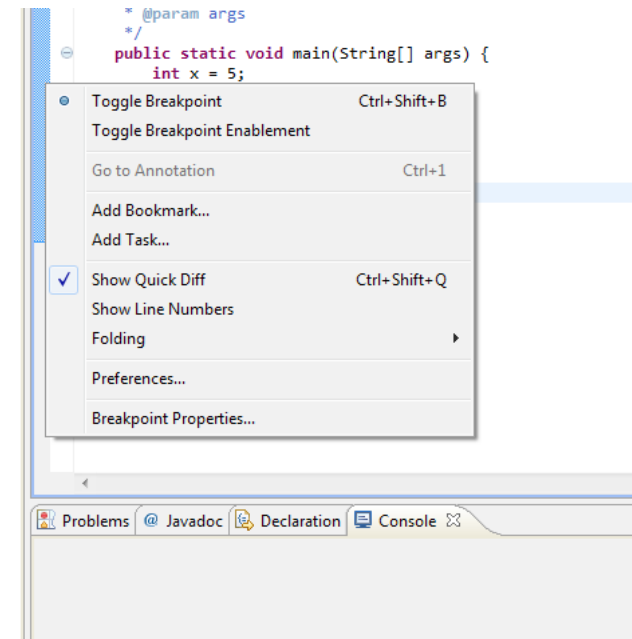 * @param args
*/
public static void main(String[] args) {
int x = 5;
Toggle Breakpoint Ctrl+Shift+B
Toggle Breakpoint Enablement
Go to Annotation Ctrl+1
Add Bookmark...
Add Task...
Show Quick Diff Ctrl+Shift+Q
Show Line Numbers
Folding
Preferences...
Breakpoint Properties...
Problems @ Javadoc Declaration Console